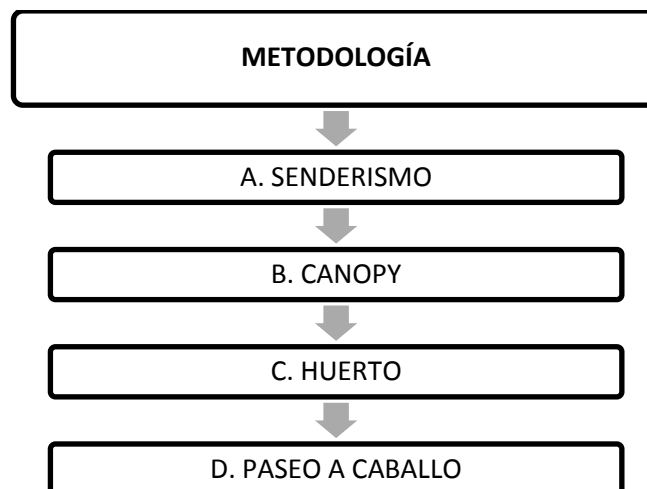 METODOLOGÍA
A. SENDERISMO
B. CANOPY
C. HUERTO
D. PASEO A CABALLO